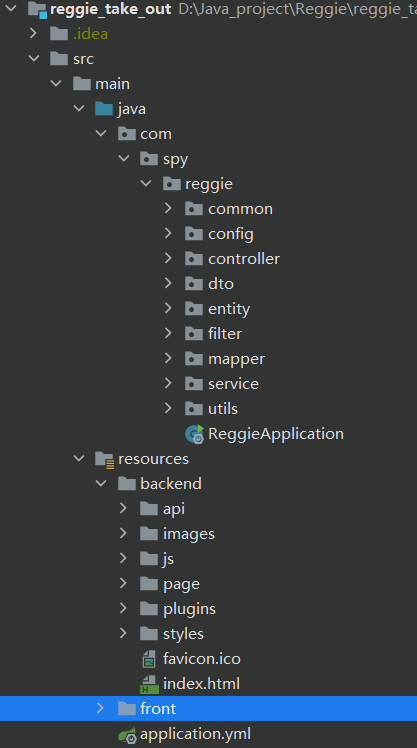 reggie_take_out D:\Java_project\Reggie\reggie_ta
.idea
src
main
java
com
spy
reggie
common
config
controller
dto
entity
filter
mapper
service
utils
ReggieApplication
resources
backend
api
images
js
page
plugins
styles
favicon.ico
index.html
front
application.yml